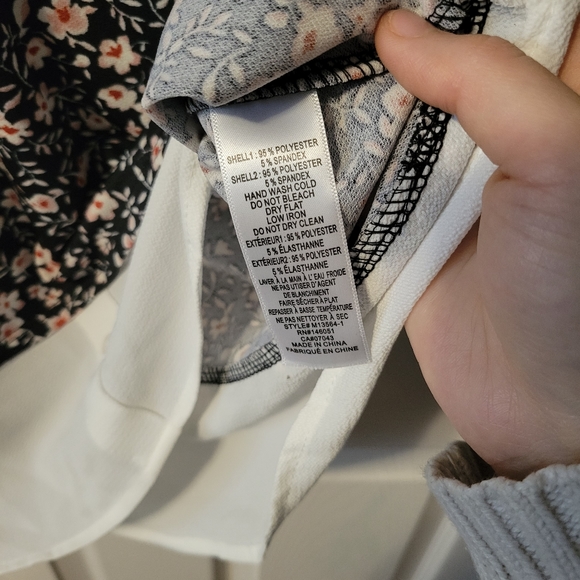 SHELL1 : 95 % POLYESTER
5 % SPANDEX
SHELL2 : 95 % POLYESTER
5 % SPANDEX
HAND WASH COLD
DO NOT BLEACH
DRY FLAT
LOW IRON
DO NOT DRY CLEAN
EXTÉRIEUR1 : 95 % POLYESTER
5 % ÉLASTHANNE
EXTÉRIEUR2 : 95 % POLYESTER
5 % ÉLASTHANNE
LAVER À LA MAIN À L' EAU FROIDE
NE PAS UTISER D'AGENT
DE BLANCHIMENT
FAIRE SÉCHER À PLAT
REPASSER À BASSE TEMPÉRATURE
NE PAS NETTOYER À SEC
STYLE# M13564-1
RN#146051
CA#07043
MADE IN CHINA
FABRIQUÉ EN CHINE